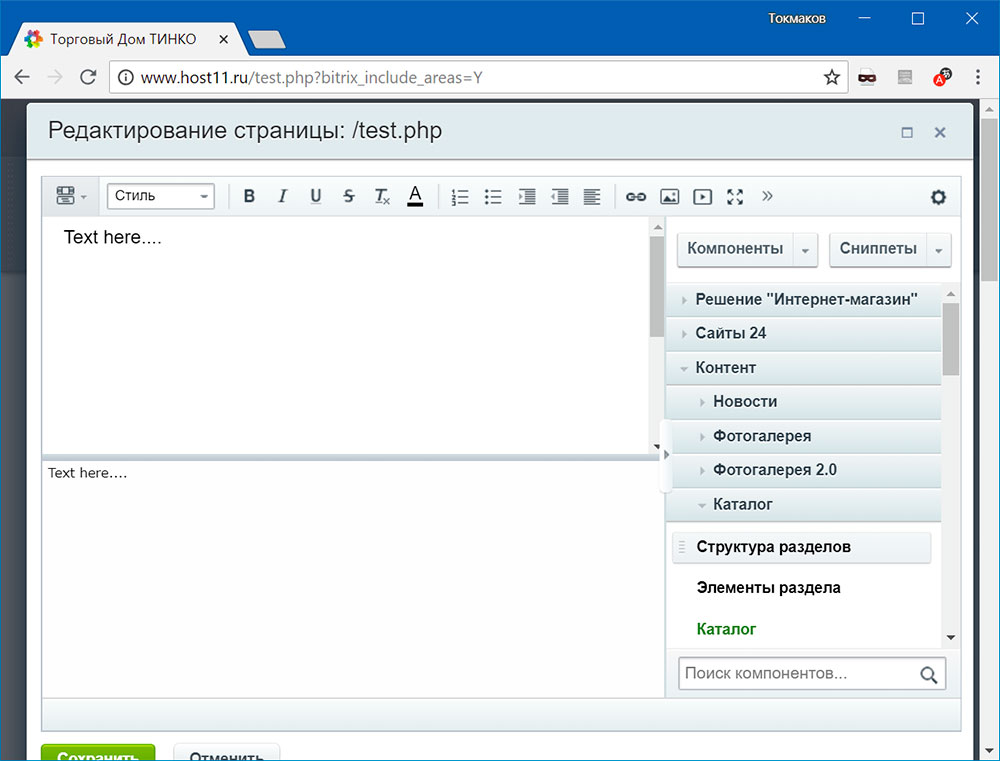 Токмаков
Торговый Дом ТИНКО
www.host11.ru/test.php?bitrix_include_areas=Y
Редактирование страницы: /test.php
Стиль
B I U S Tx A
Text here....
Компоненты Сниппеты
Решение "Интернет-магазин"
Сайты 24
Контент
Новости
Фотогалерея
Фотогалерея 2.0
Каталог
Text here....
Структура разделов
Элементы раздела
Каталог
Поиск компонентов...
Сохранить Отменить